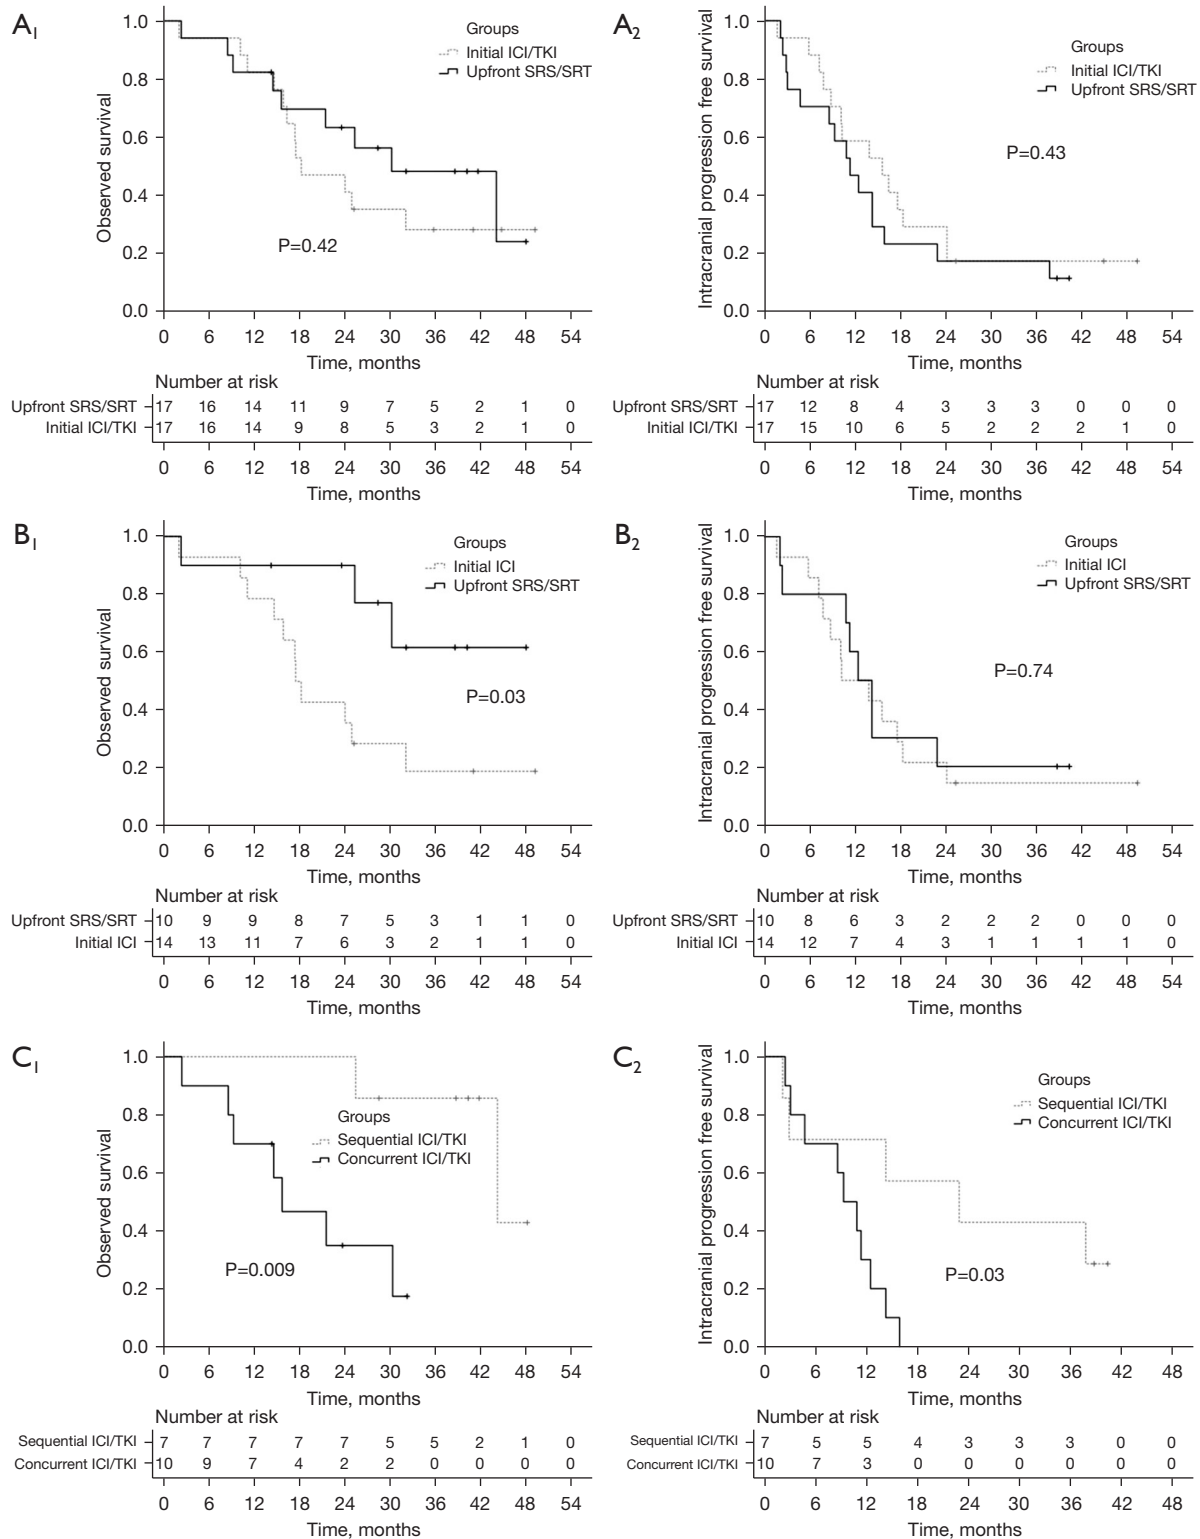 A1
Observed survival
1.0
0.8
0.6
0.4
0.2
0.0
Groups
Initial ICI/TKI
Upfront SRS/SRT
P=0.42
0 6 12 18 24 30 36 42 48 54
Time, months
Number at risk
Upfront SRS/SRT 17 16 14 11 9 7 5 2 1 0
Initial ICI/TKI 17 16 14 9 8 5 3 2 1 0
0 6 12 18 24 30 36 42 48 54
Time, months
A2
Intracranial progression free survival
1.0
0.8
0.6
0.4
0.2
0.0
Groups
Initial ICI/TKI
Upfront SRS/SRT
P=0.43
0 6 12 18 24 30 36 42 48 54
Time, months
Number at risk
Upfront SRS/SRT 17 12 8 4 3 3 3 0 0 0
Initial ICI/TKI 17 15 10 6 5 2 2 2 1 0
0 6 12 18 24 30 36 42 48 54
Time, months
B1
Observed survival
1.0
0.8
0.6
0.4
0.2
0.0
Groups
Initial ICI
Upfront SRS/SRT
P=0.03
0 6 12 18 24 30 36 42 48 54
Time, months
Number at risk
Upfront SRS/SRT 10 9 9 8 7 5 3 1 1 0
Initial ICI 14 13 11 7 6 3 2 1 1 0
0 6 12 18 24 30 36 42 48 54
Time, months
B2
Intracranial progression free survival
1.0
0.8
0.6
0.4
0.2
0.0
Groups
Initial ICI
Upfront SRS/SRT
P=0.74
0 6 12 18 24 30 36 42 48 54
Time, months
Number at risk
Upfront SRS/SRT 10 8 6 3 2 2 2 0 0 0
Initial ICI 14 12 7 4 3 1 1 1 1 0
0 6 12 18 24 30 36 42 48 54
Time, months
C1
Observed survival
1.0
0.8
0.6
0.4
0.2
0.0
Groups
Sequential ICI/TKI
Concurrent ICI/TKI
P=0.009
0 6 12 18 24 30 36 42 48 54
Time, months
Number at risk
Sequential ICI/TKI 7 7 7 7 7 5 5 2 1 0
Concurrent ICI/TKI 10 9 7 4 2 2 0 0 0 0
0 6 12 18 24 30 36 42 48 54
Time, months
C2
Intracranial progression free survival
1.0
0.8
0.6
0.4
0.2
0.0
Groups
Sequential ICI/TKI
Concurrent ICI/TKI
P=0.03
0 6 12 18 24 30 36 42 48
Time, months
Number at risk
Sequential ICI/TKI 7 5 5 4 3 3 3 0 0
Concurrent ICI/TKI 10 7 3 0 0 0 0 0 0
0 6 12 18 24 30 36 42 48
Time, months